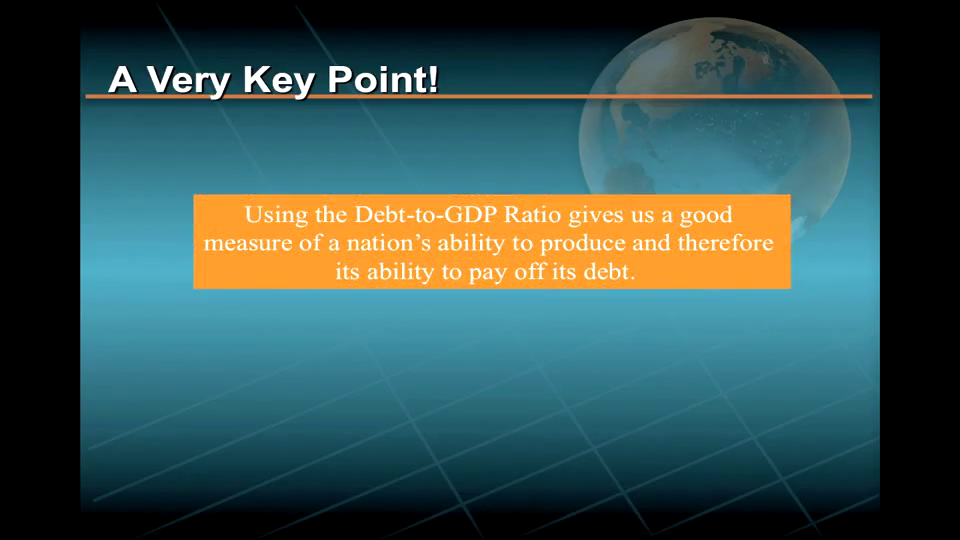 A Very Key Point!
Using the Debt-to-GDP Ratio gives us a good
measure of a nation’s ability to produce and therefore
its ability to pay off its debt.